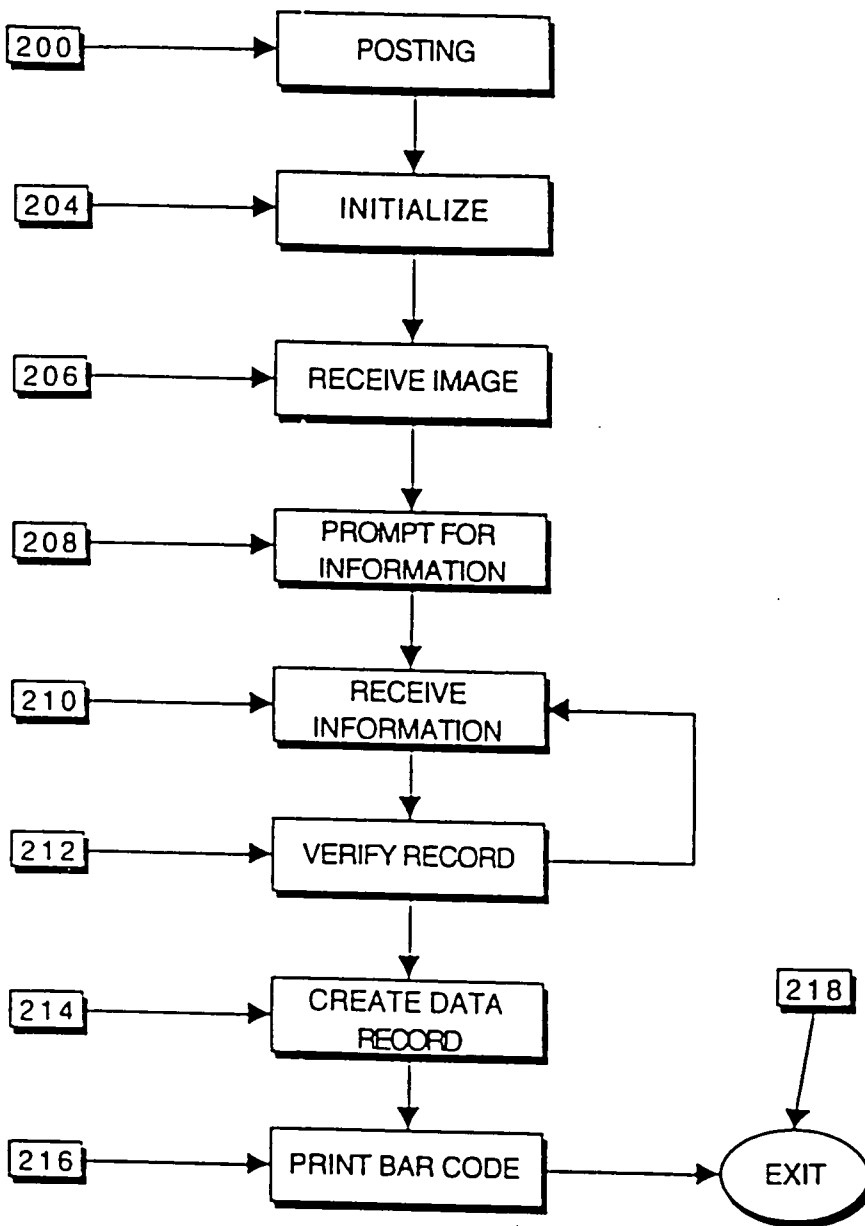 200
POSTING
204
INITIALIZE
206
RECEIVE IMAGE
208
PROMPT FOR
INFORMATION
210
RECEIVE
INFORMATION
212
VERIFY RECORD
214
CREATE DATA
RECORD
218
216
PRINT BAR CODE
EXIT